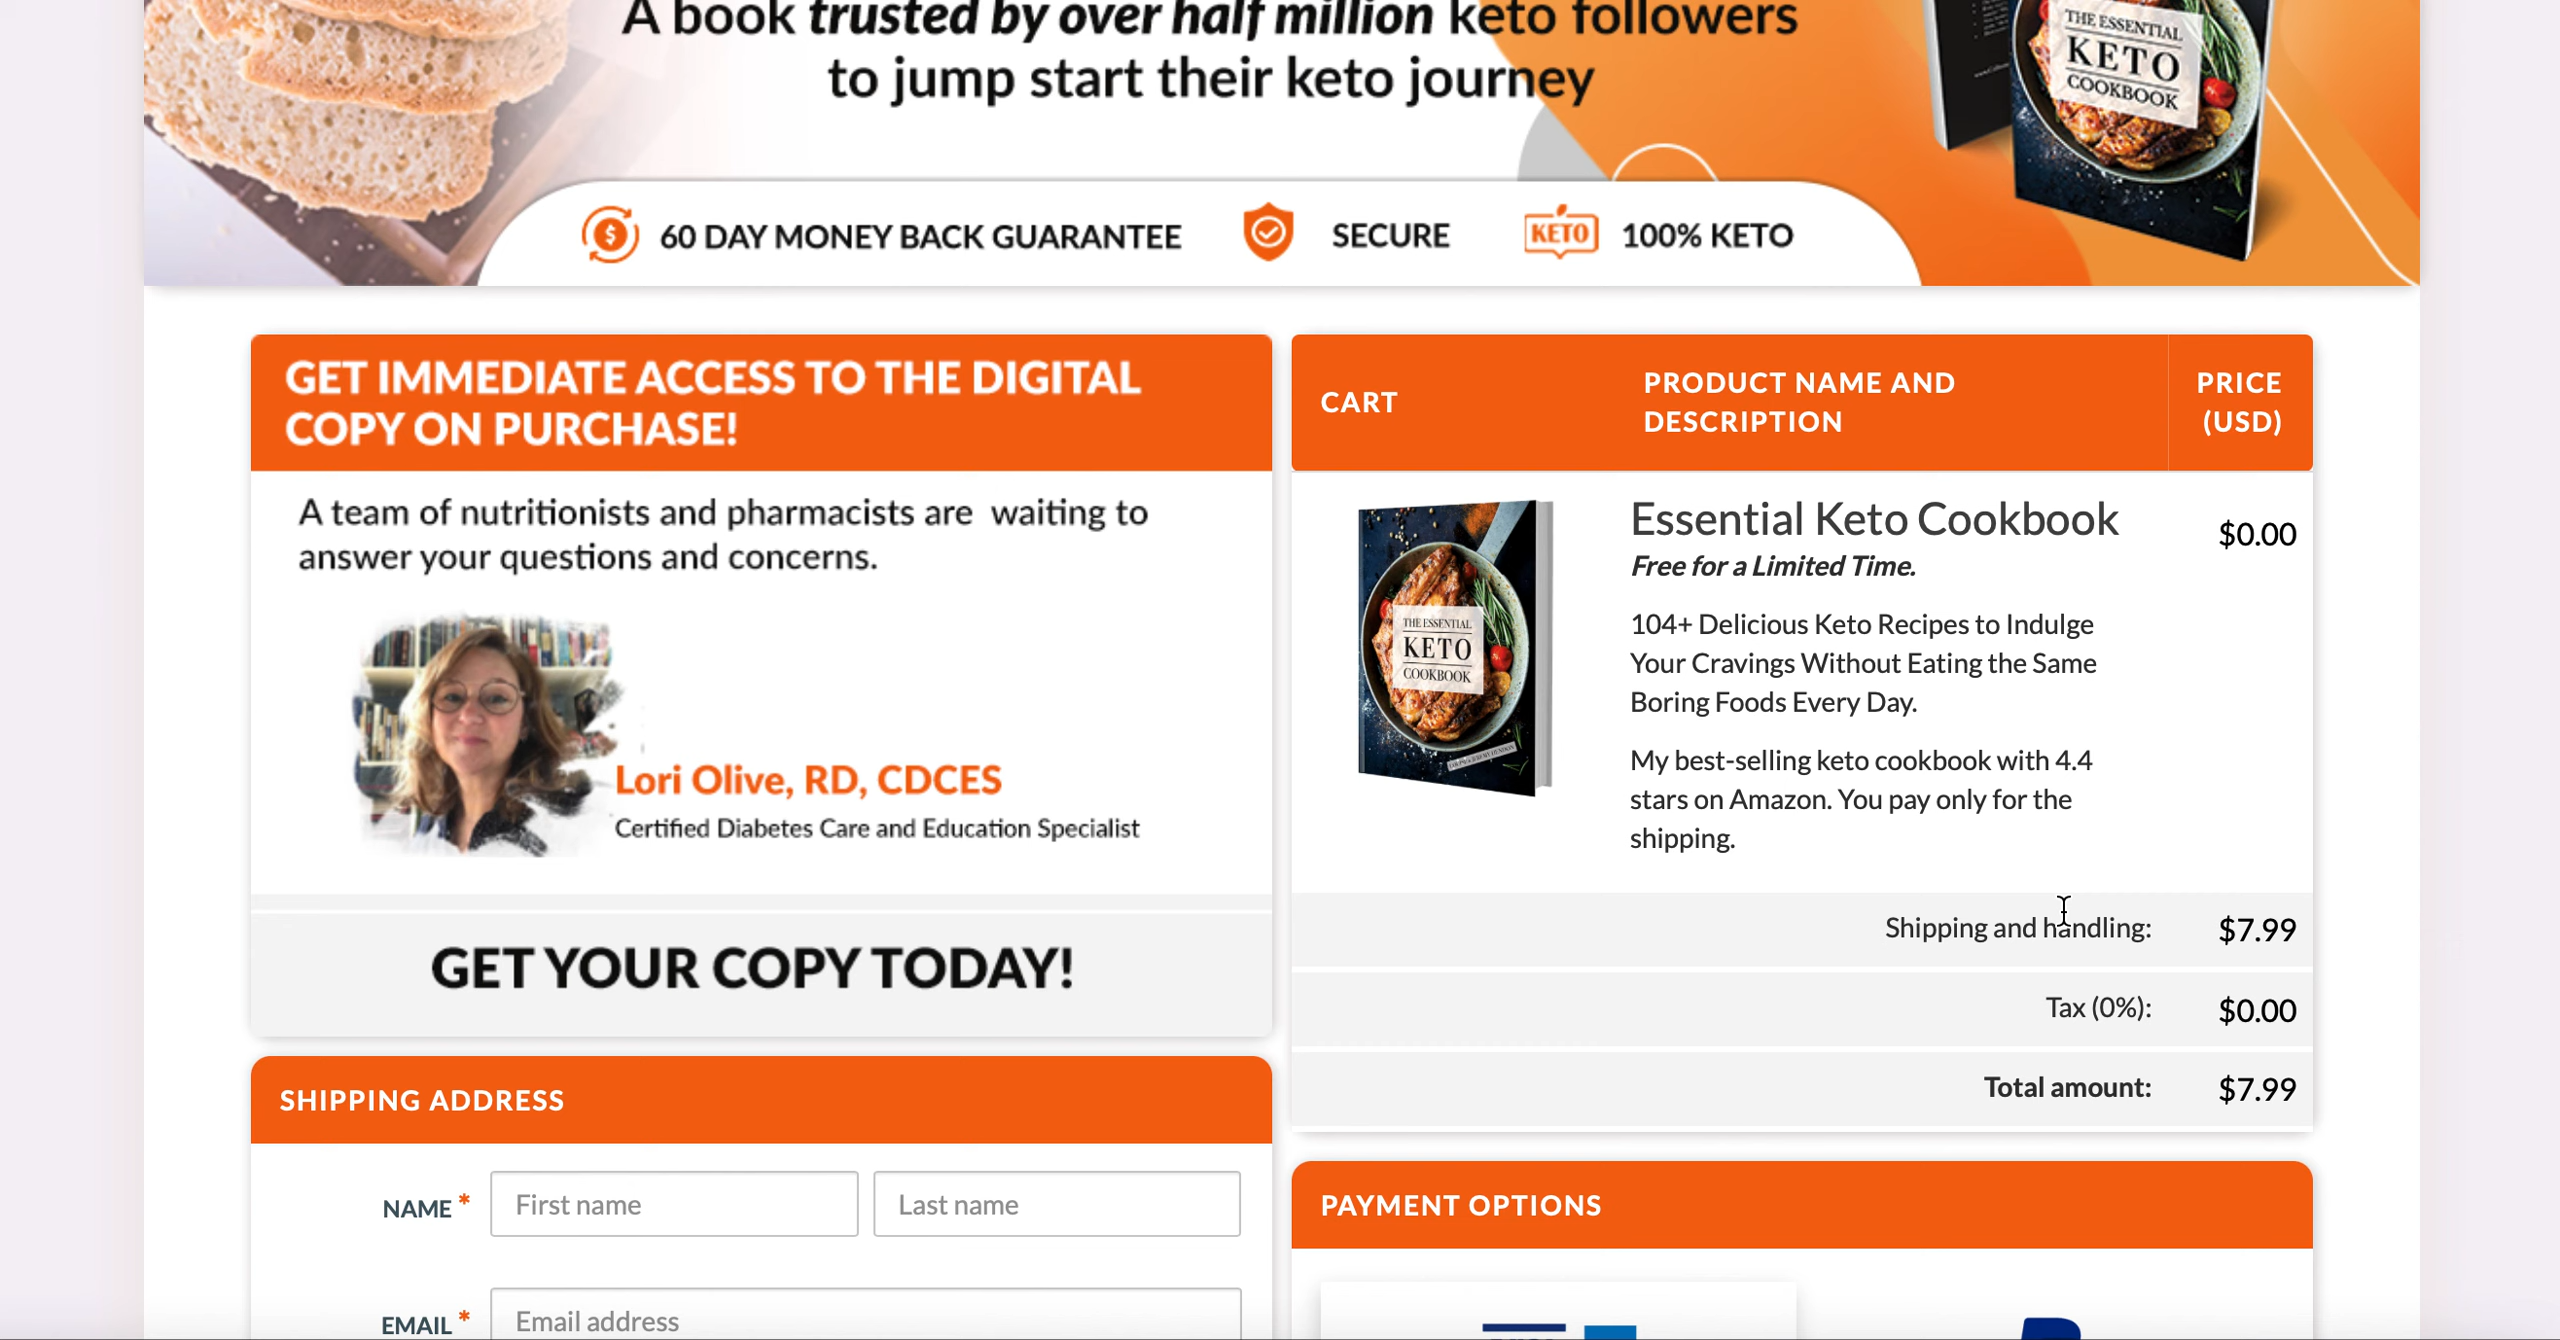 A book trusted by over half million keto followers
to jump start their keto journey
THE ESSENTIAL
KETO
COOKBOOK
60 DAY MONEY BACK GUARANTEE
SECURE
KETO
100% KETO
GET IMMEDIATE ACCESS TO THE DIGITAL
COPY ON PURCHASE!
A team of nutritionists and pharmacists are waiting to
answer your questions and concerns.
Lori Olive, RD, CDCES
Certified Diabetes Care and Education Specialist
GET YOUR COPY TODAY!
CART
PRODUCT NAME AND
DESCRIPTION
PRICE
(USD)
THE ESSENTIAL
KETO
COOKBOOK
Essential Keto Cookbook
$0.00
Free for a Limited Time.
104+ Delicious Keto Recipes to Indulge
Your Cravings Without Eating the Same
Boring Foods Every Day.
My best-selling keto cookbook with 4.4
stars on Amazon. You pay only for the
shipping.
Shipping and handling: $7.99
Tax (0%): $0.00
Total amount: $7.99
SHIPPING ADDRESS
NAME * First name Last name
EMAIL * Email address
PAYMENT OPTIONS